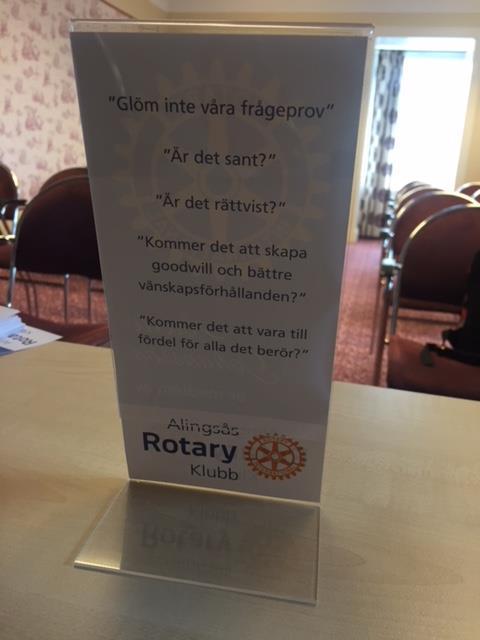 "Glöm inte våra frågeprov"
"Är det sant?"
"Är det rättvist?"
"Kommer det att skapa
goodwill och bättre
vänskapsförhållanden?"
"Kommer det att vara till
fördel för alla det berör?"
Alingsås
Rotary
Klubb